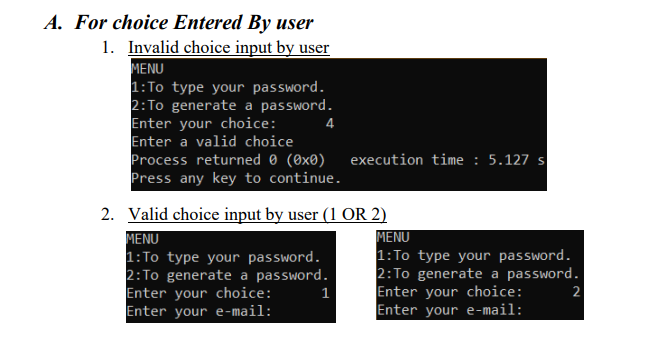 A. For choice Entered By user
1. Invalid choice input by user
MENU
1:To type your password.
2:To generate a password.
Enter your choice: 4
Enter a valid choice
Process returned 0 (0x0) execution time : 5.127 s
Press any key to continue.
2. Valid choice input by user (1 OR 2)
MENU
1:To type your password.
2:To generate a password.
Enter your choice: 1
Enter your e-mail:
MENU
1:To type your password.
2:To generate a password.
Enter your choice: 2
Enter your e-mail: